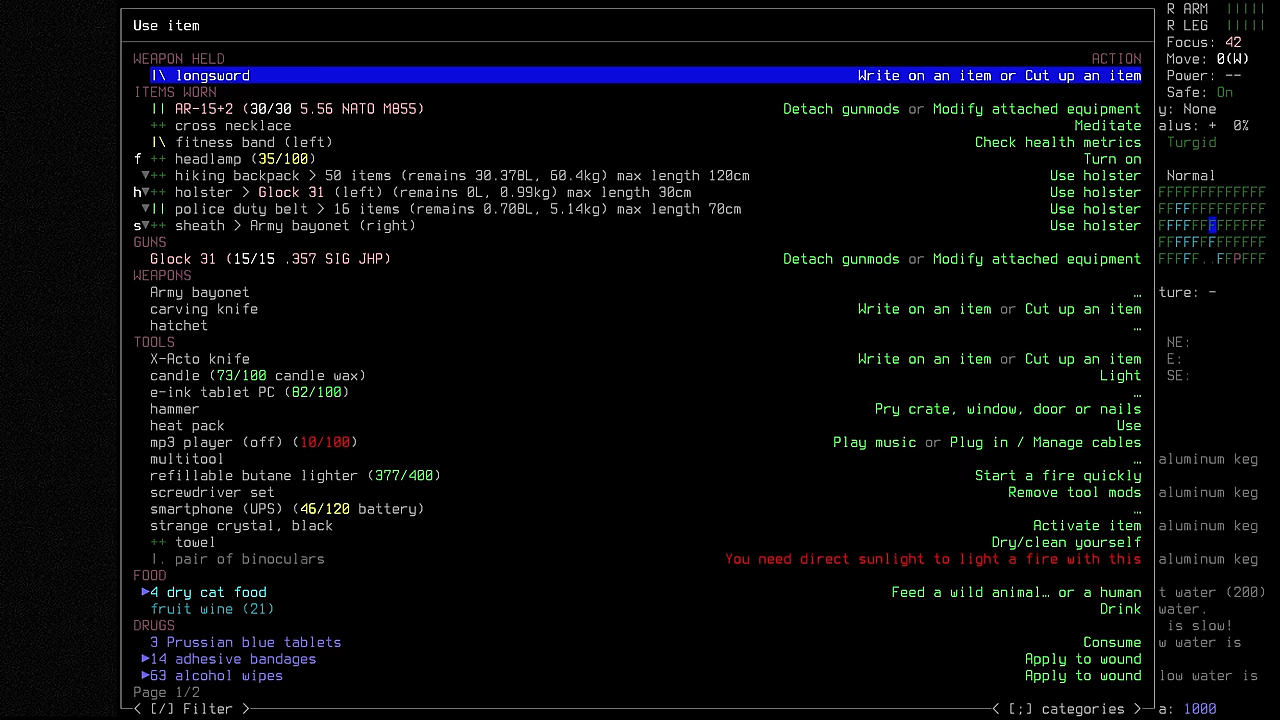 Use item
R ARM |||||
R LEG |||||
Focus: 42
Move: 0(W)
Power: --
Safe: On
y: None
alus: + 0%
Turgid
Normal
WEAPON HELD ACTION
|\ longsword Write on an item or Cut up an item
ITEMS WORN
|| AR-15+2 (30/30 5.56 NATO M855) Detach gunmods or Modify attached equipment
++ cross necklace Meditate
|\ fitness band (left) Check health metrics
f ++ headlamp (35/100) Turn on
▼++ hiking backpack > 50 items (remains 30.378L, 60.4kg) max length 120cm Use holster
h▼++ holster > Glock 31 (left) (remains 0L, 0.99kg) max length 30cm Use holster
▼|| police duty belt > 16 items (remains 0.708L, 5.14kg) max length 70cm Use holster
s▼++ sheath > Army bayonet (right) Use holster
GUNS
Glock 31 (15/15 .357 SIG JHP) Detach gunmods or Modify attached equipment
WEAPONS
Army bayonet …
carving knife Write on an item or Cut up an item
hatchet …
TOOLS
X-Acto knife Write on an item or Cut up an item
candle (73/100 candle wax) Light
e-ink tablet PC (82/100) …
hammer Pry crate, window, door or nails
heat pack Use
mp3 player (off) (10/100) Play music or Plug in / Manage cables
multitool …
refillable butane lighter (377/400) Start a fire quickly
screwdriver set Remove tool mods
smartphone (UPS) (46/120 battery) …
strange crystal, black Activate item
++ towel Dry/clean yourself
|. pair of binoculars You need direct sunlight to light a fire with this
FOOD
▶4 dry cat food Feed a wild animal… or a human
fruit wine (21) Drink
DRUGS
3 Prussian blue tablets Consume
▶14 adhesive bandages Apply to wound
▶63 alcohol wipes Apply to wound
Page 1/2
< [/] Filter > < [;] categories >
FFFFFFFFFFFFF
FFFFFFFFFFFFF
FFFFFFFFFFFFF
FFFFFFFFFFFFF
FFFFF..FFPFFF
ture: -
NE:
E:
SE:
aluminum keg
aluminum keg
aluminum keg
aluminum keg
t water (200)
water.
is slow!
w water is
low water is
a: 1000